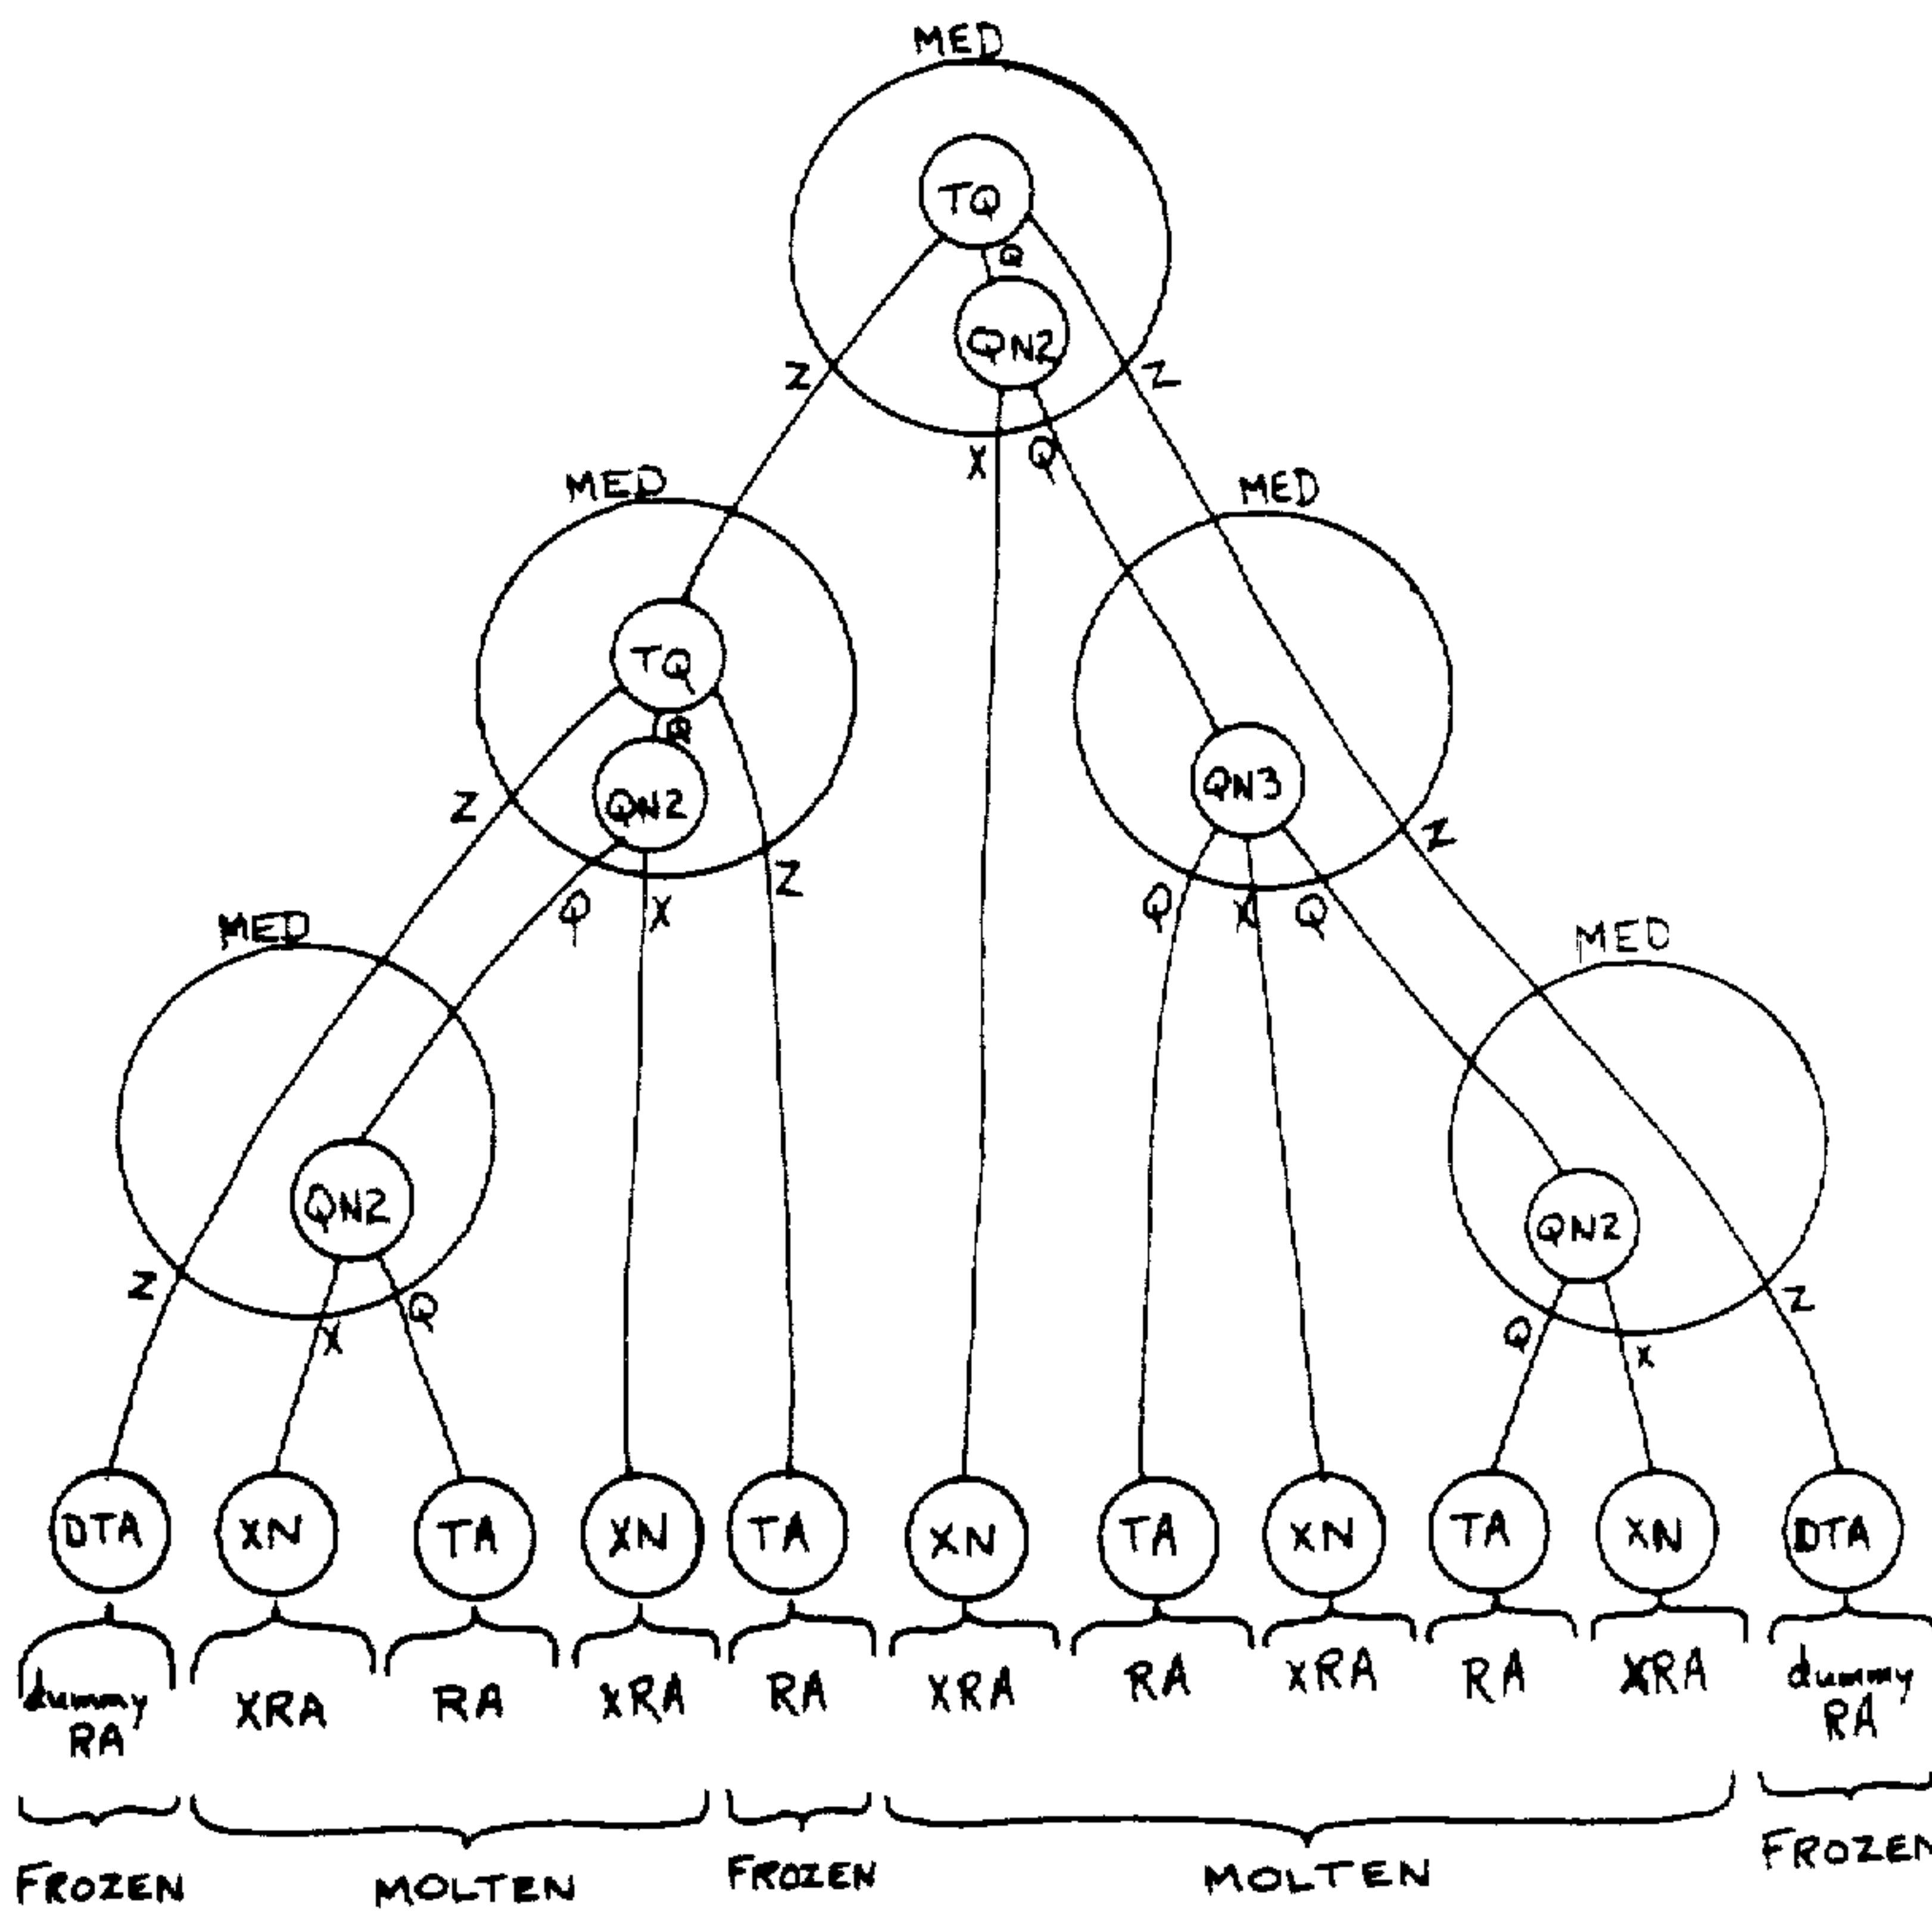 MED
TQ
Q
QN2
Z Z
X Q
MED MED
TQ
Q
QN3
QN2
Z Z
Z
Q X Q X Q
MED MED
QN2 QN2
Z Q Z
X Q X
DTA XN TA XN TA XN TA XN TA XN DTA
dummy RA XRA RA XRA RA XRA RA XRA RA XRA dummy RA
FROZEN MOLTEN FROZEN MOLTEN FROZEN